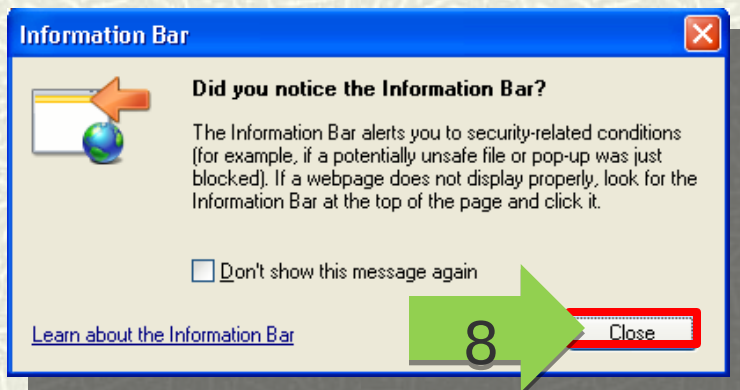 Information Bar
Did you notice the Information Bar?
The Information Bar alerts you to security-related conditions
(for example, if a potentially unsafe file or pop-up was just
blocked). If a webpage does not display properly, look for the
Information Bar at the top of the page and click it.
Don't show this message again
Learn about the Information Bar
8
Close